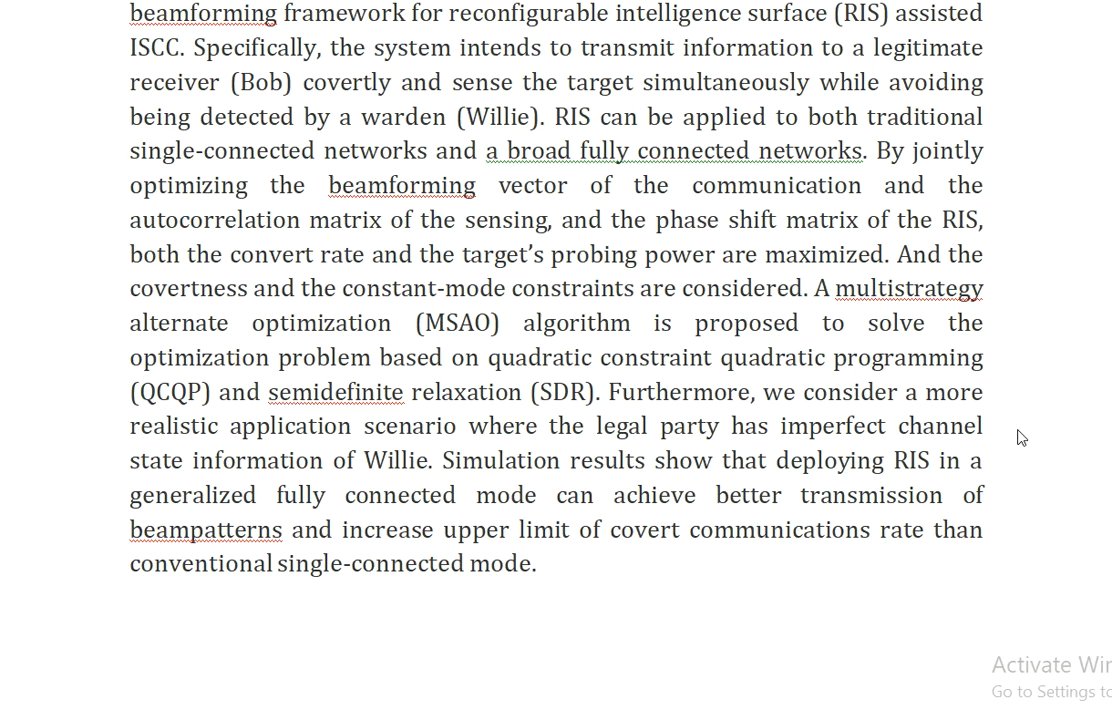 beamforming framework for reconfigurable intelligence surface (RIS) assisted
ISCC. Specifically, the system intends to transmit information to a legitimate
receiver (Bob) covertly and sense the target simultaneously while avoiding
being detected by a warden (Willie). RIS can be applied to both traditional
single-connected networks and a broad fully connected networks. By jointly
optimizing the beamforming vector of the communication and the
autocorrelation matrix of the sensing, and the phase shift matrix of the RIS,
both the convert rate and the target's probing power are maximized. And the
covertness and the constant-mode constraints are considered. A multistrategy
alternate optimization (MSAO) algorithm is proposed to solve the
optimization problem based on quadratic constraint quadratic programming
(QCQP) and semidefinite relaxation (SDR). Furthermore, we consider a more
realistic application scenario where the legal party has imperfect channel
state information of Willie. Simulation results show that deploying RIS in a
generalized fully connected mode can achieve better transmission of
beampatterns and increase upper limit of covert communications rate than
conventional single-connected mode.
Activate Wi
Go to Settings t